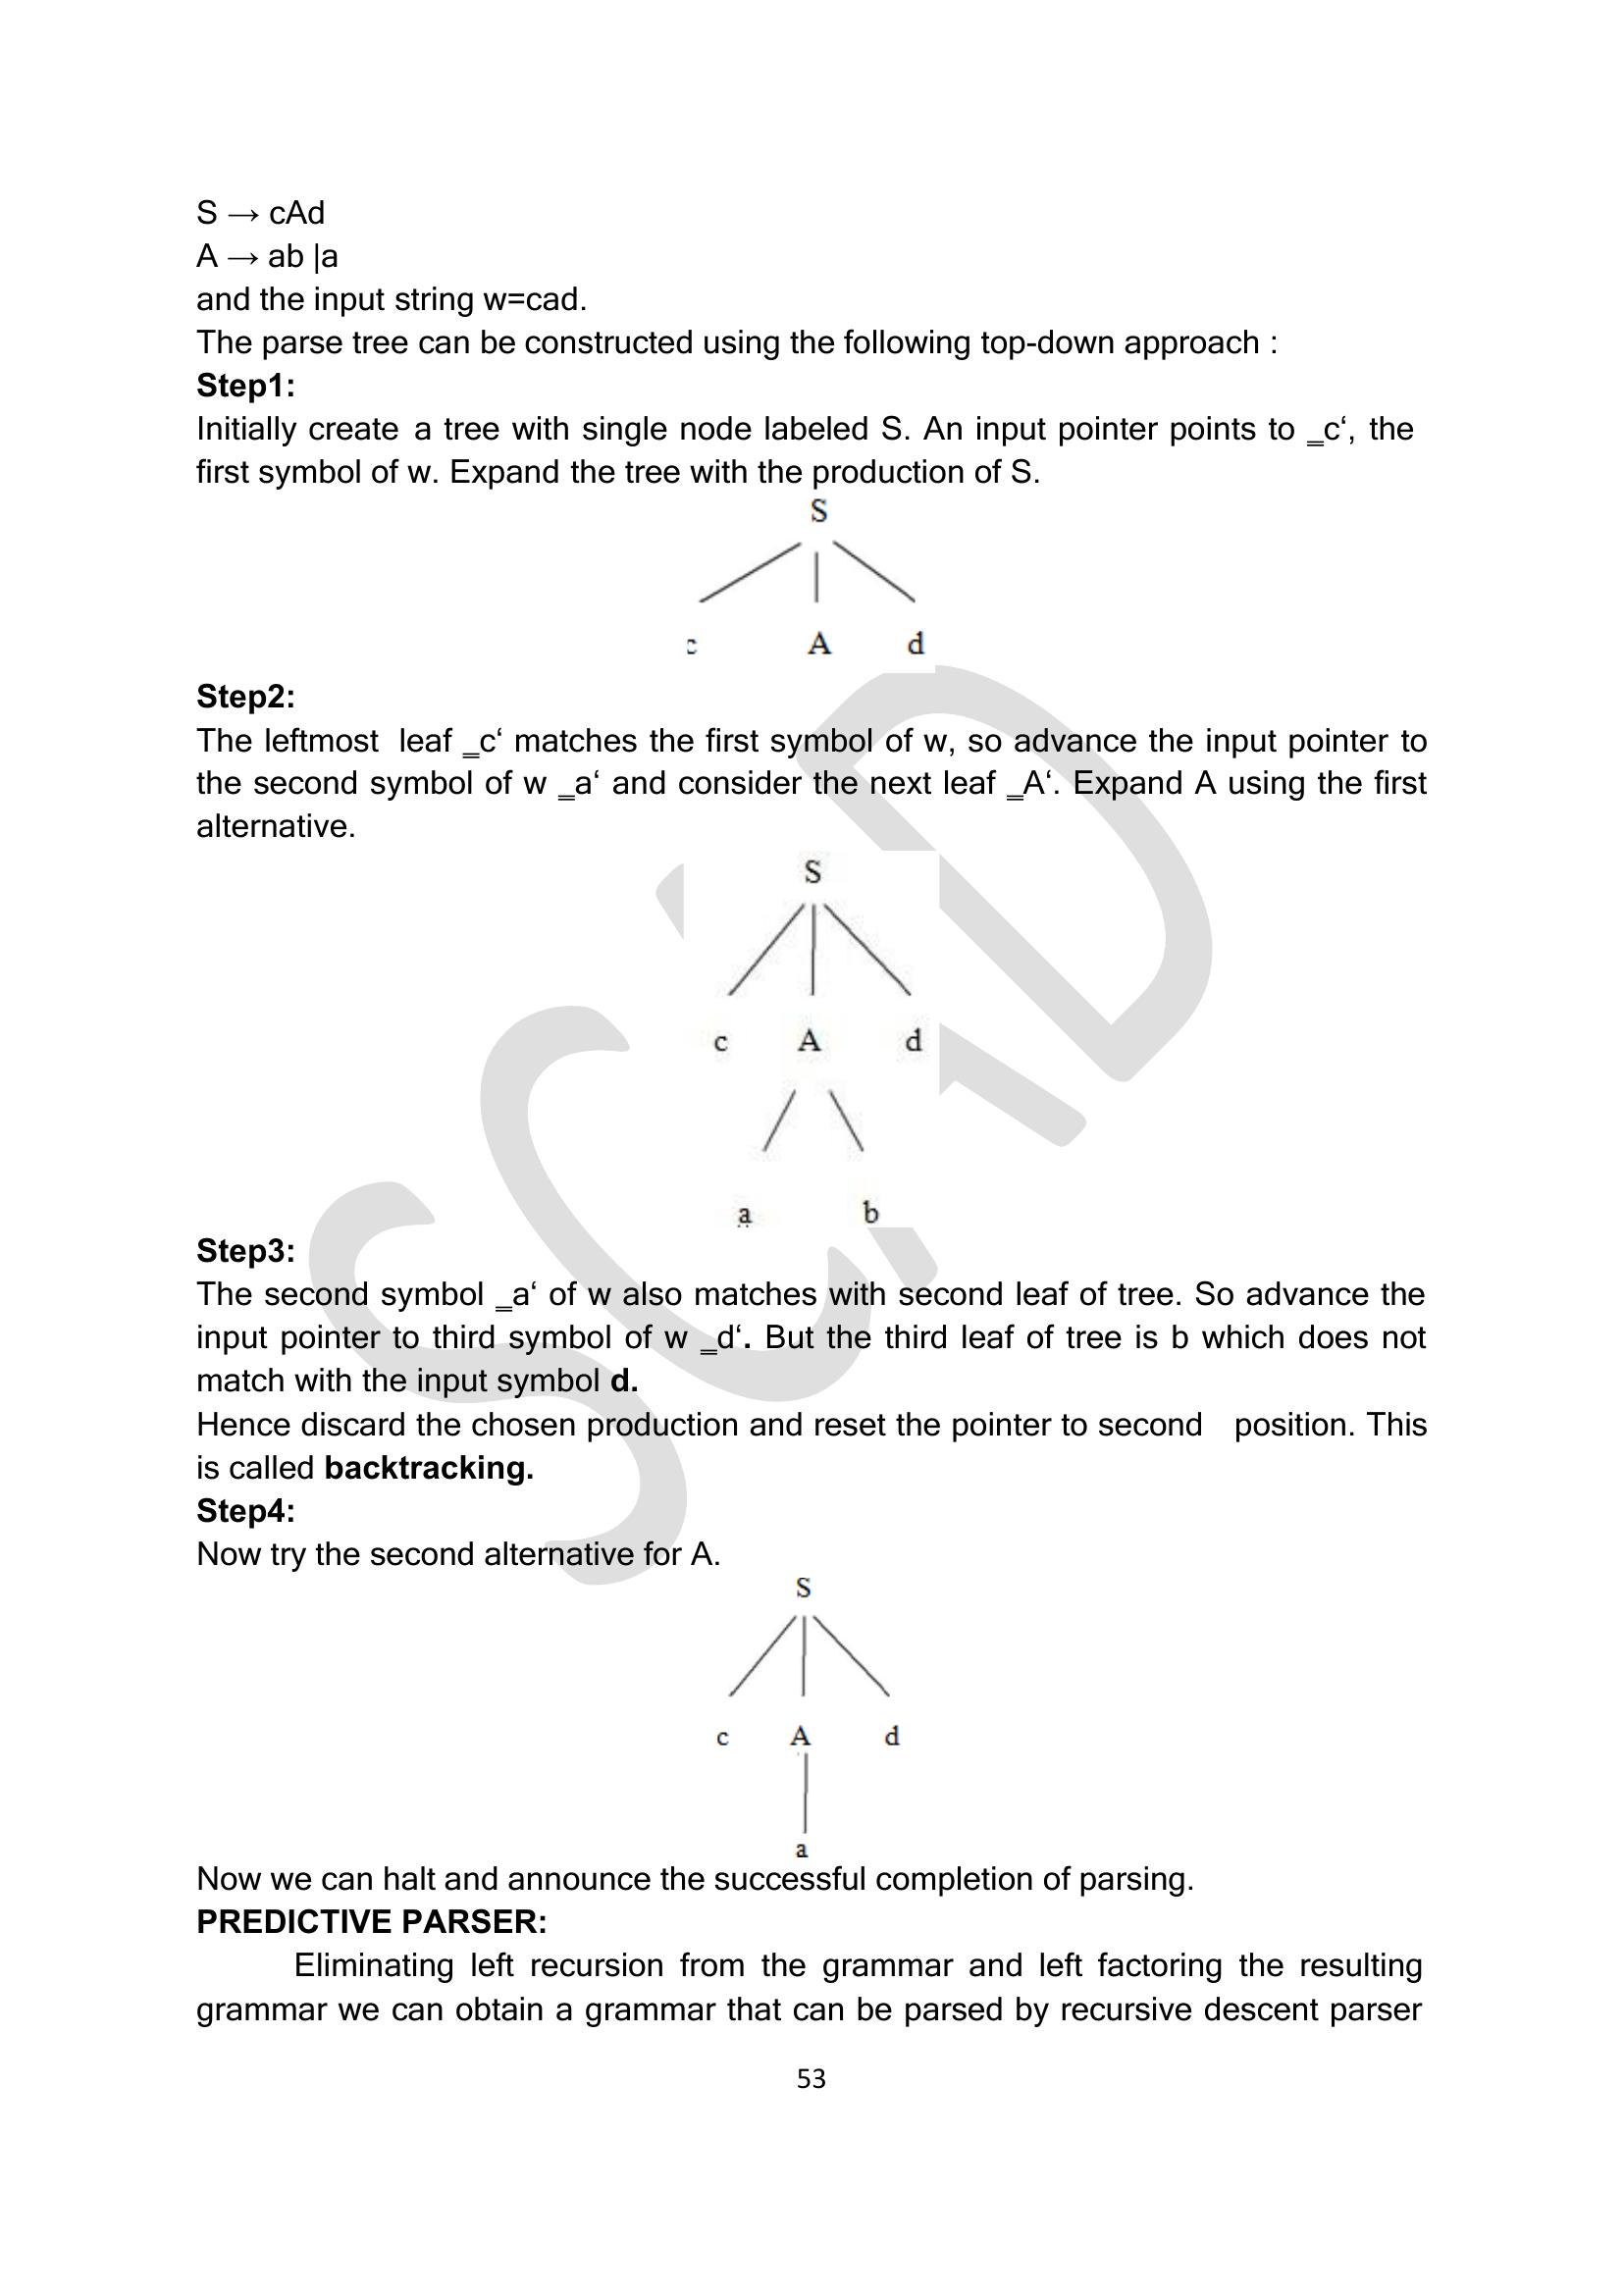 S → cAd
A → ab |a
and the input string w=cad.
The parse tree can be constructed using the following top-down approach :
Step1:
Initially create a tree with single node labeled S. An input pointer points to ‗c‘, the
first symbol of w. Expand the tree with the production of S.
S
c A d
Step2:
The leftmost leaf ‗c‘ matches the first symbol of w, so advance the input pointer to
the second symbol of w ‗a‘ and consider the next leaf ‗A‘. Expand A using the first
alternative.
S
c A d
a b
Step3:
The second symbol ‗a‘ of w also matches with second leaf of tree. So advance the
input pointer to third symbol of w ‗d‘. But the third leaf of tree is b which does not
match with the input symbol d.
Hence discard the chosen production and reset the pointer to second position. This
is called backtracking.
Step4:
Now try the second alternative for A.
S
c A d
a
Now we can halt and announce the successful completion of parsing.
PREDICTIVE PARSER:
Eliminating left recursion from the grammar and left factoring the resulting
grammar we can obtain a grammar that can be parsed by recursive descent parser
53